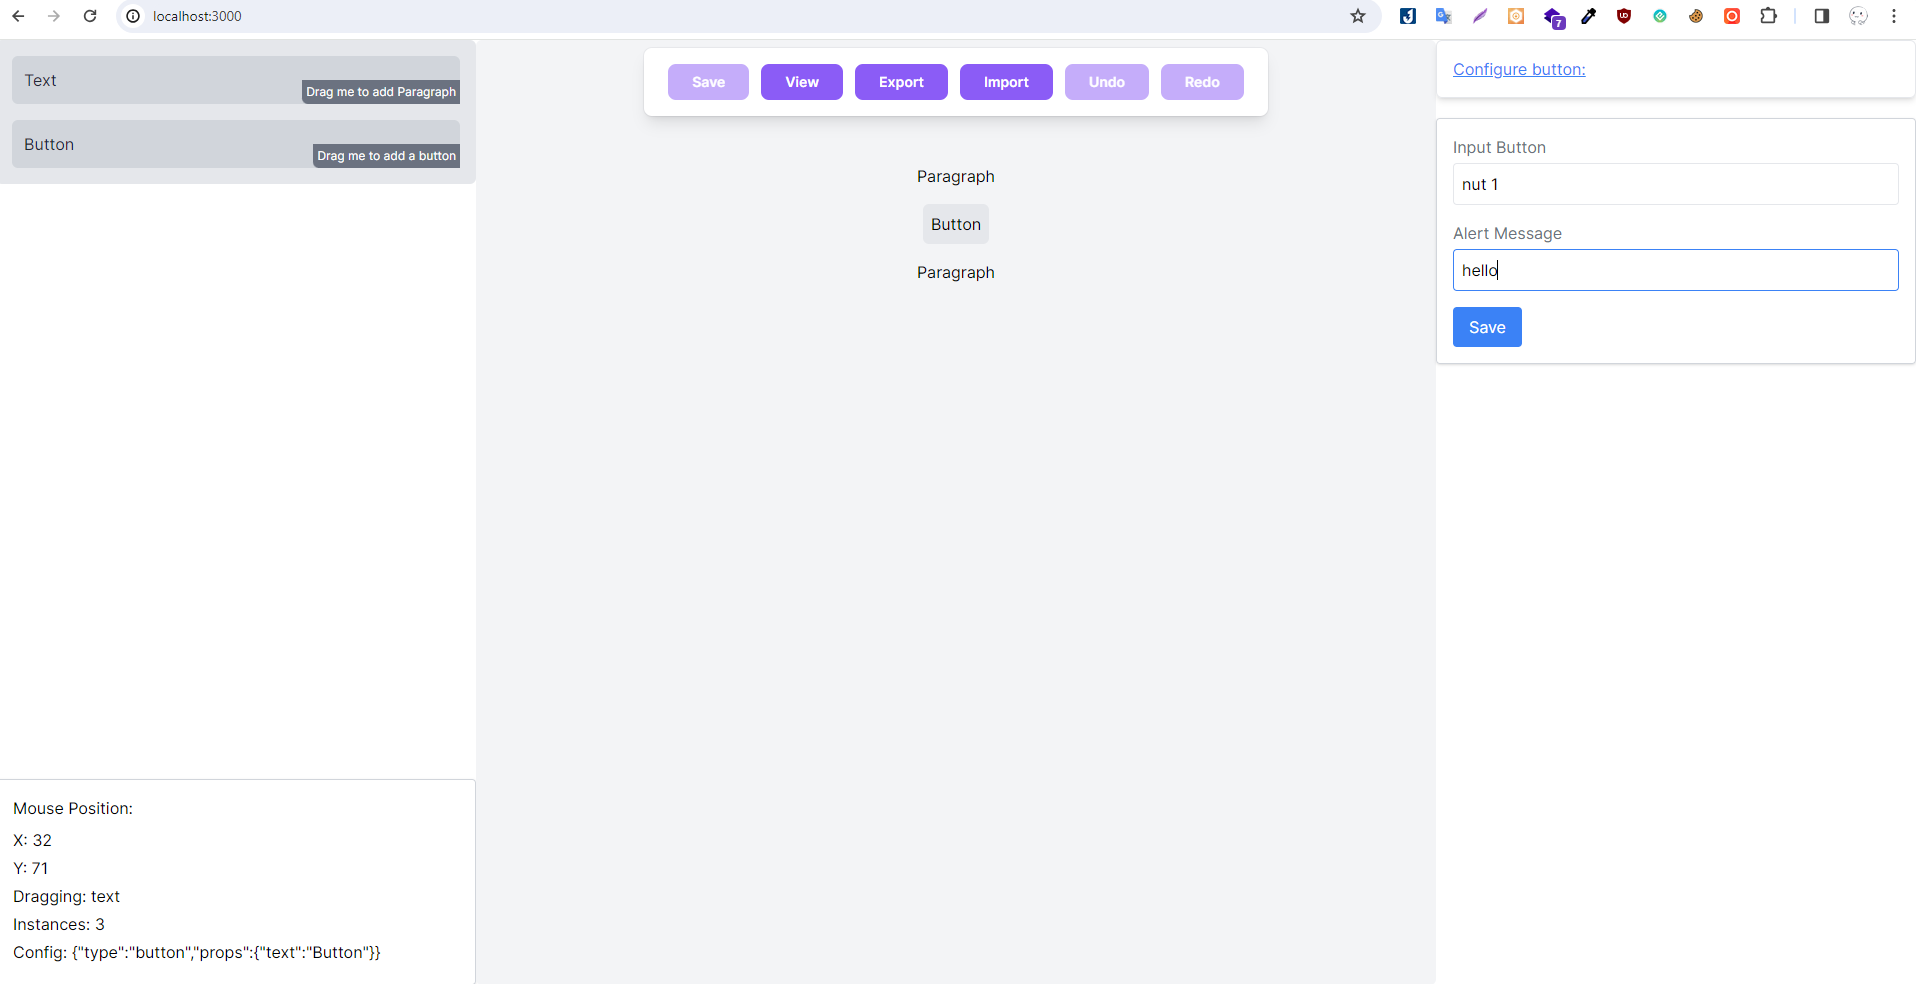 localhost:3000
7
Text
Drag me to add Paragraph
Button
Drag me to add a button
Save View Export Import Undo Redo
Paragraph
Button
Paragraph
Configure button:
Input Button
nut 1
Alert Message
hello
Save
Mouse Position:
X: 32
Y: 71
Dragging: text
Instances: 3
Config: {"type":"button","props":{"text":"Button"}}